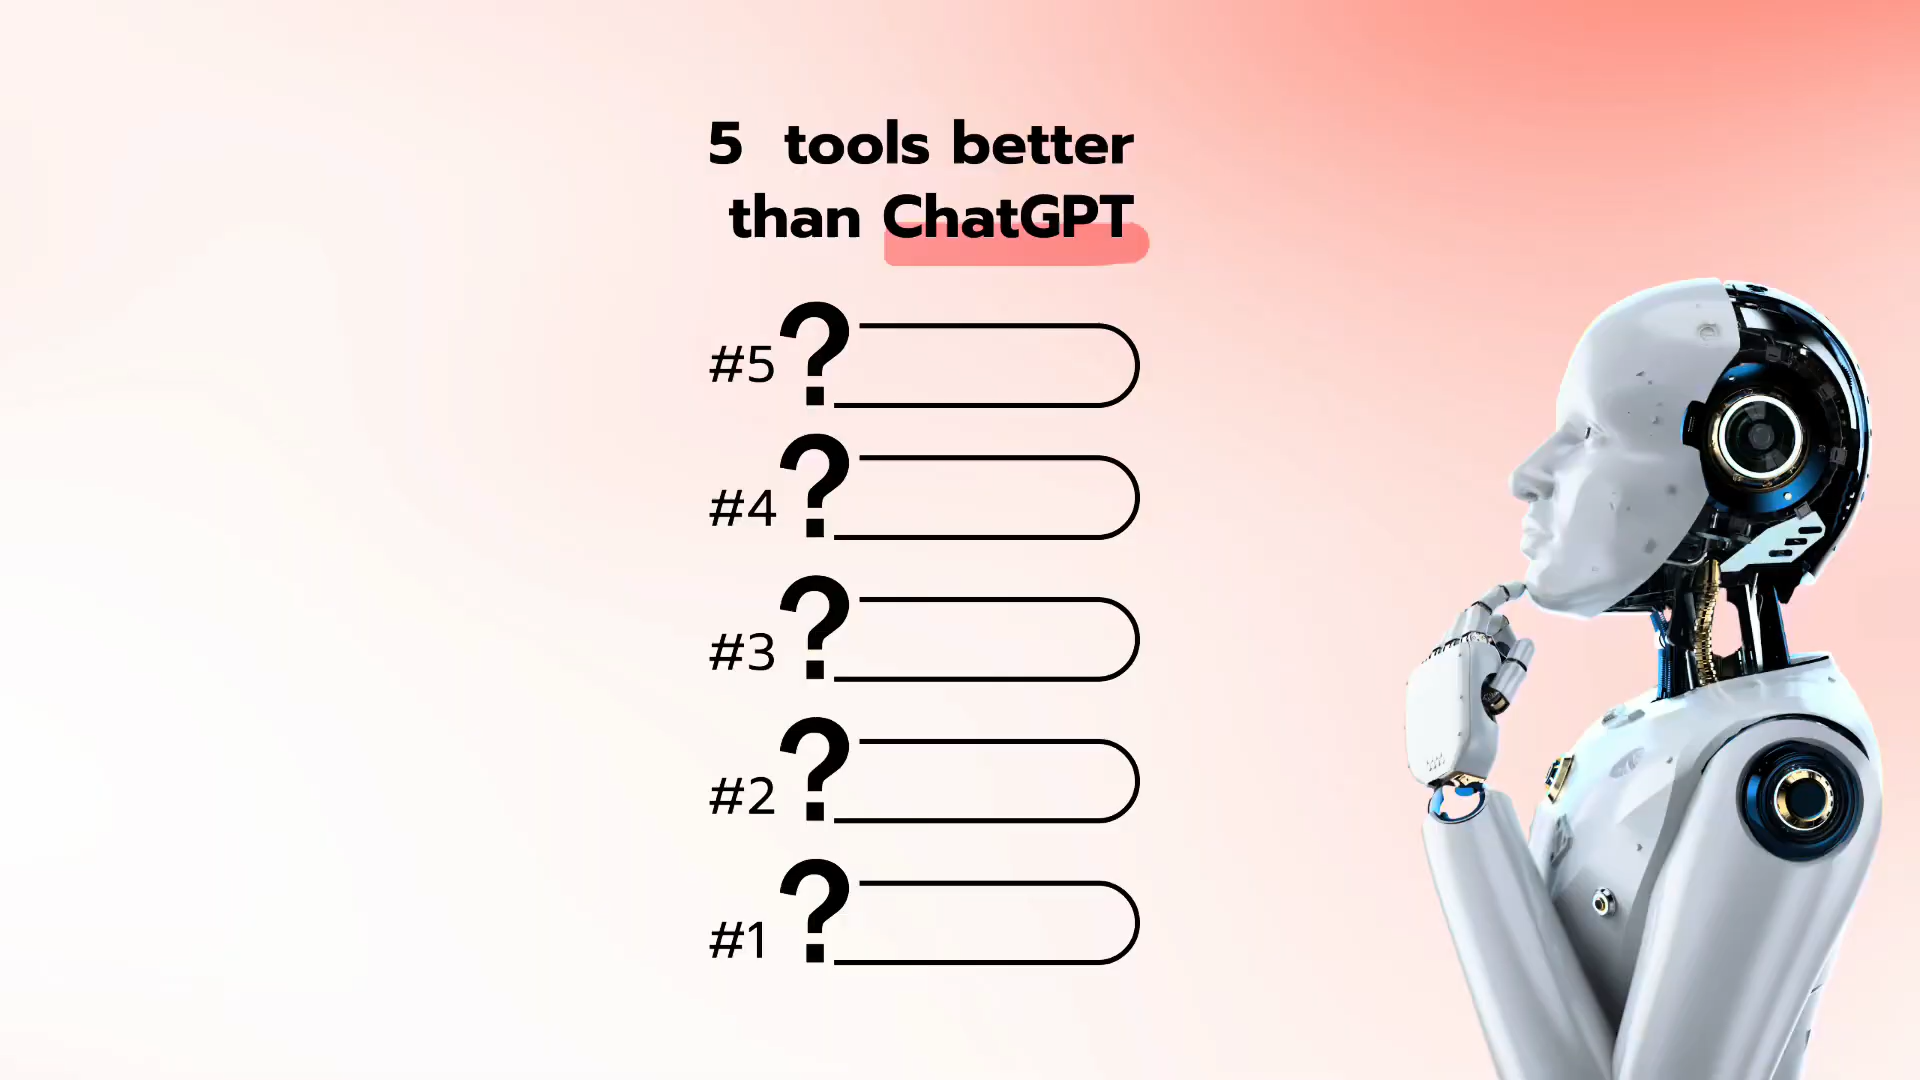 5 tools better
than ChatGPT
#5 ?
#4 ?
#3 ?
#2 ?
#1 ?